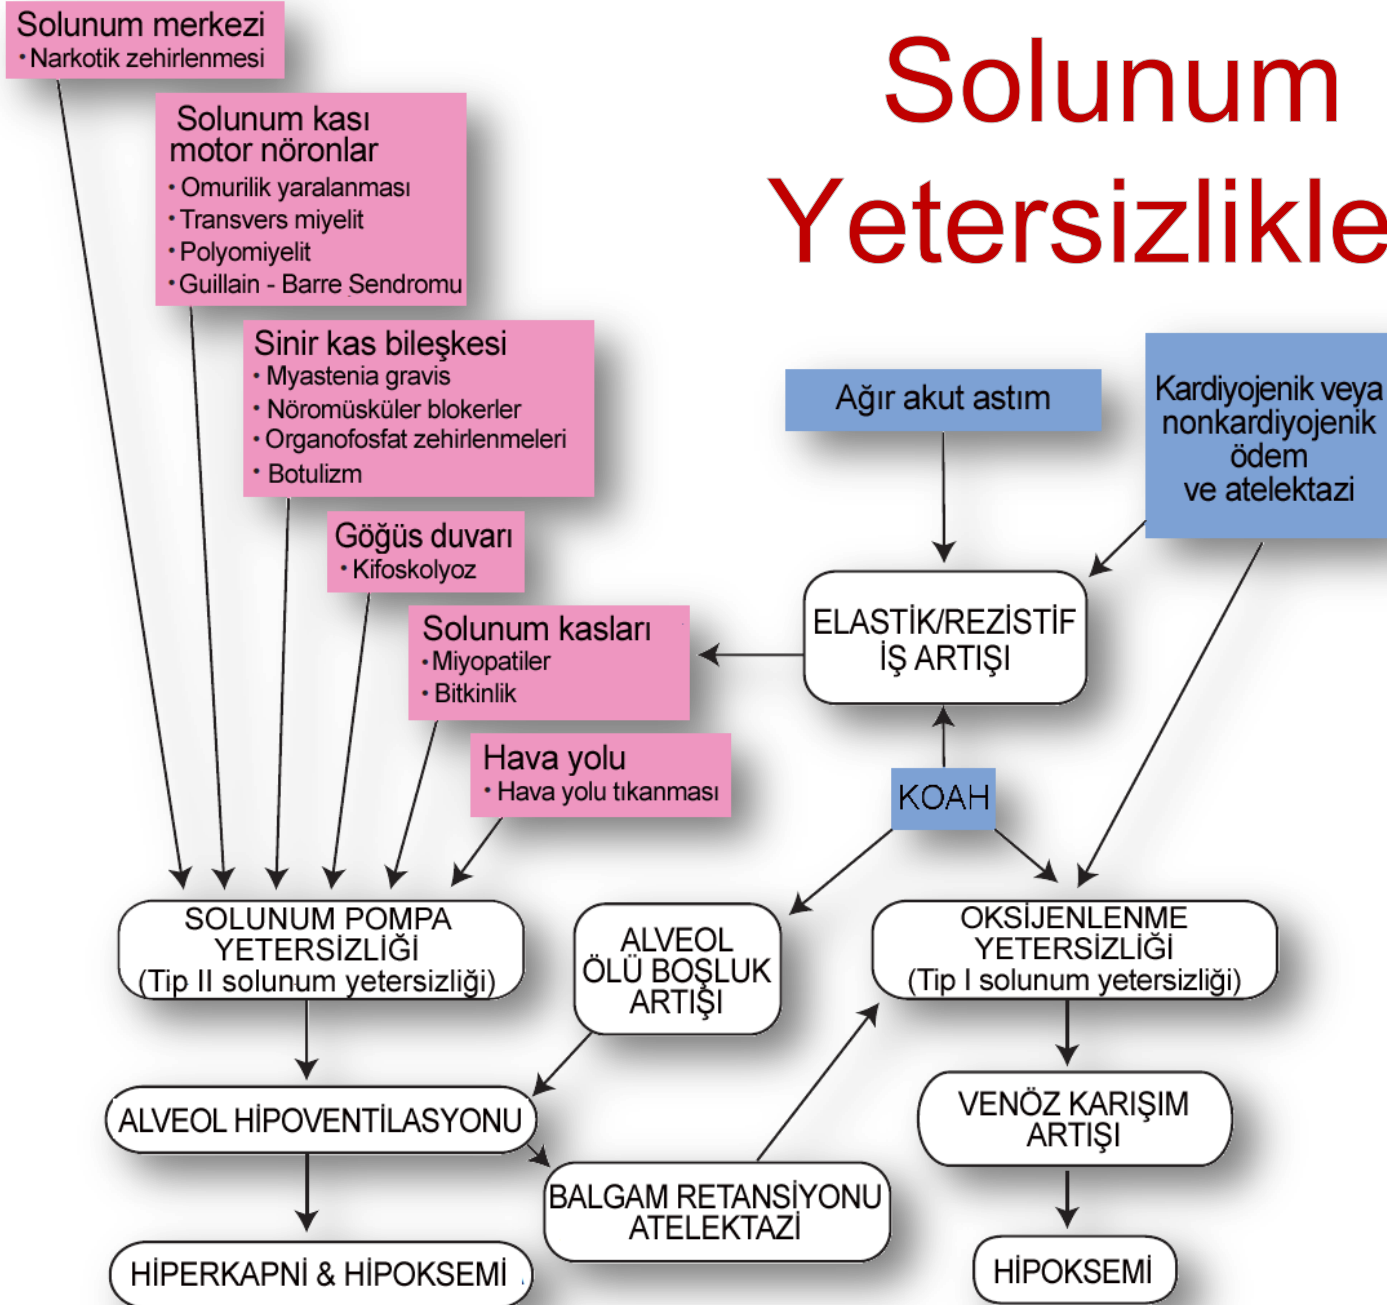 Solunum
Yetersizlikle
Solunum merkezi
• Narkotik zehirlenmesi
Solunum kası
motor nöronlar
• Omurilik yaralanması
• Transvers miyelit
• Polyomiyelit
• Guillain - Barre Sendromu
Sinir kas bileşkesi
• Myastenia gravis
• Nöromüsküler blokerler
• Organofosfat zehirlenmeleri
• Botulizm
Göğüs duvarı
• Kifoskolyoz
Solunum kasları
• Miyopatiler
• Bitkinlik
Hava yolu
• Hava yolu tıkanması
Ağır akut astım
Kardiyojenik veya
nonkardiyojenik
ödem
ve atelektazi
ELASTİK/REZİSTİF
İŞ ARTIŞI
KOAH
SOLUNUM POMPA
YETERSİZLİĞİ
(Tip II solunum yetersizliği)
ALVEOL
ÖLÜ BOŞLUK
ARTIŞI
OKSİJENLENME
YETERSİZLİĞİ
(Tip I solunum yetersizliği)
ALVEOL HİPOVENTİLASYONU
VENÖZ KARIŞIM
ARTIŞI
BALGAM RETANSİYONU
ATELEKTAZİ
HİPERKAPNİ & HİPOKSEMİ
HİPOKSEMİ